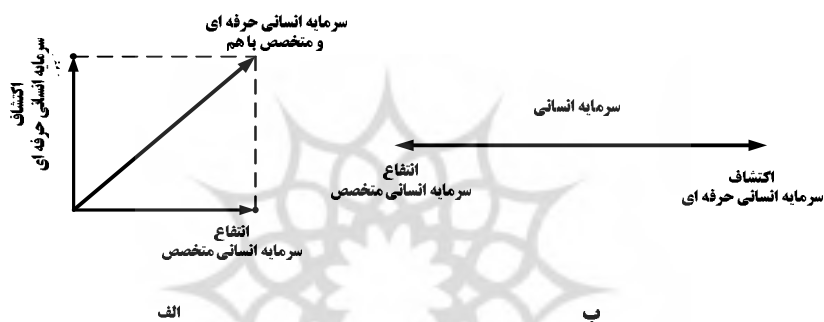 سرمایه انسانی حرفه ای
و متخصص با هم
اکتشاف
سرمایه انسانی حرفه ای
انتفاع
سرمایه انسانی متخصص
الف
سرمایه انسانی
انتفاع
سرمایه انسانی متخصص
اکتشاف
سرمایه انسانی حرفه ای
ب